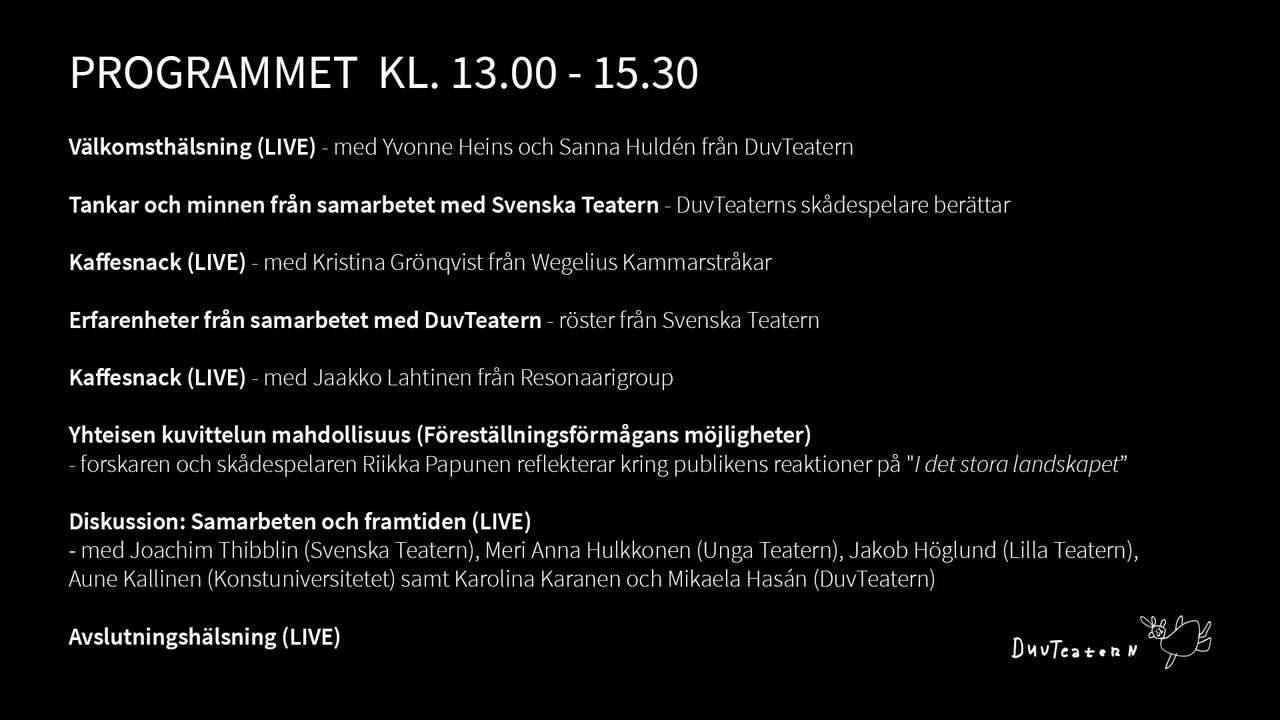 PROGRAMMET KL. 13.00 - 15.30
Välkomsthälsning (LIVE) - med Yvonne Heins och Sanna Huldén från DuvTeatern
Tankar och minnen från samarbetet med Svenska Teatern - DuvTeaterns skådespelare berättar
Kaffesnack (LIVE) - med Kristina Grönqvist från Wegelius Kammarstråkar
Erfarenheter från samarbetet med DuvTeatern - röster från Svenska Teatern
Kaffesnack (LIVE) - med Jaakko Lahtinen från Resonaarigroup
Yhteisen kuvittelun mahdollisuus (Föreställningsförmågans möjligheter)
- forskaren och skådespelaren Riikka Papunen reflekterar kring publikens reaktioner på "I det stora landskapet”
Diskussion: Samarbeten och framtiden (LIVE)
- med Joachim Thibblin (Svenska Teatern), Meri Anna Hulkkonen (Unga Teatern), Jakob Höglund (Lilla Teatern),
Aune Kallinen (Konstuniversitetet) samt Karolina Karanen och Mikaela Hasán (DuvTeatern)
Avslutningshälsning (LIVE)
DuvTeaterN